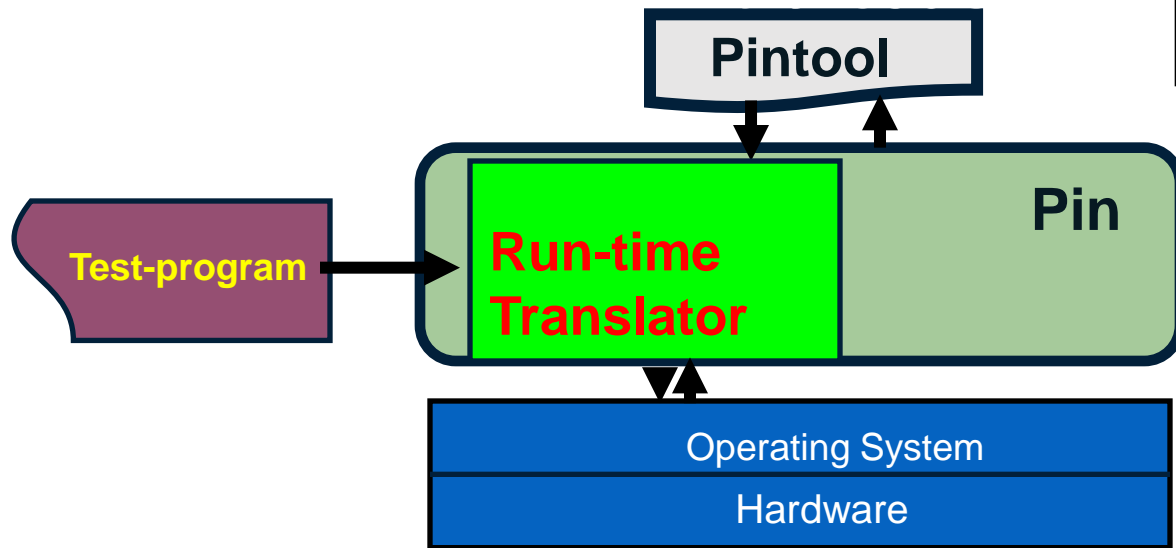 Pintool
Pin
Test-program
Run-time
Translator
Operating System
Hardware